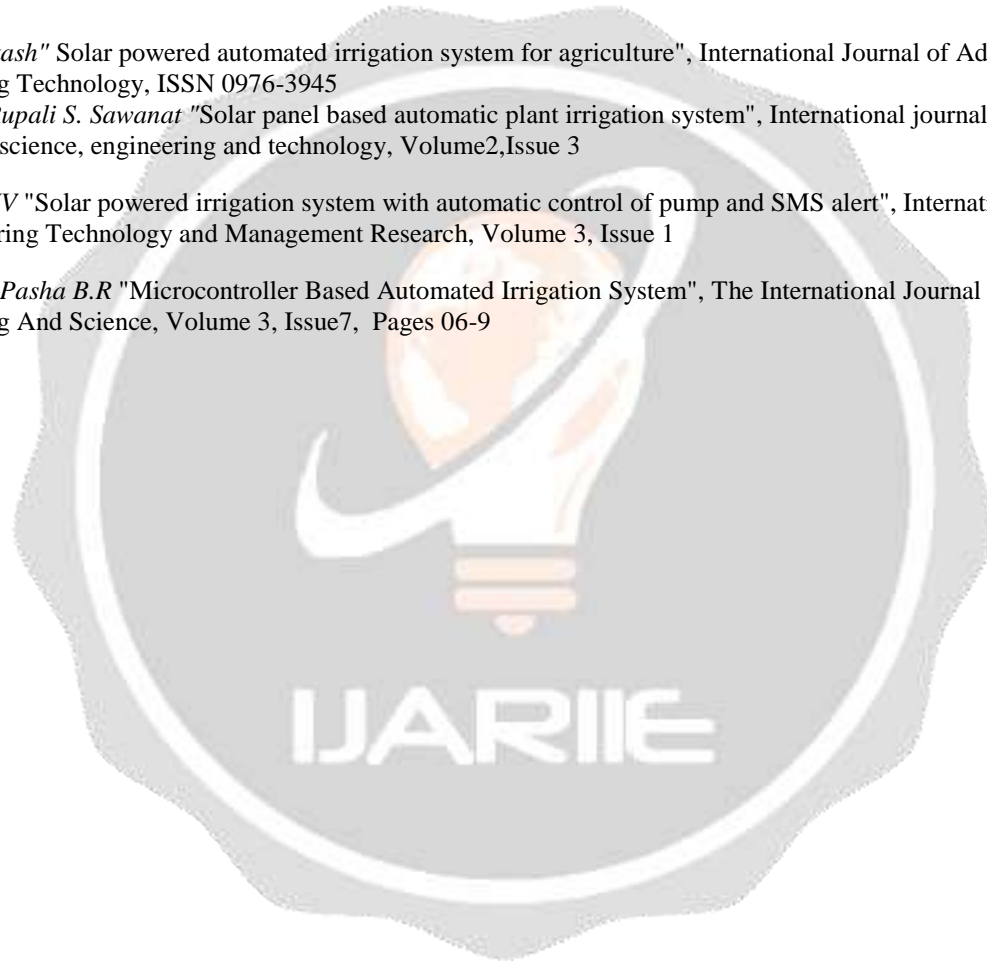 ash" Solar powered automated irrigation system for agriculture", International Journal of Ad
g Technology, ISSN 0976-3945
upali S. Sawanat "Solar panel based automatic plant irrigation system", International journal
science, engineering and technology, Volume2,Issue 3
V "Solar powered irrigation system with automatic control of pump and SMS alert", Internati
ring Technology and Management Research, Volume 3, Issue 1
Pasha B.R "Microcontroller Based Automated Irrigation System", The International Journal
g And Science, Volume 3, Issue7, Pages 06-9
IJARIIE